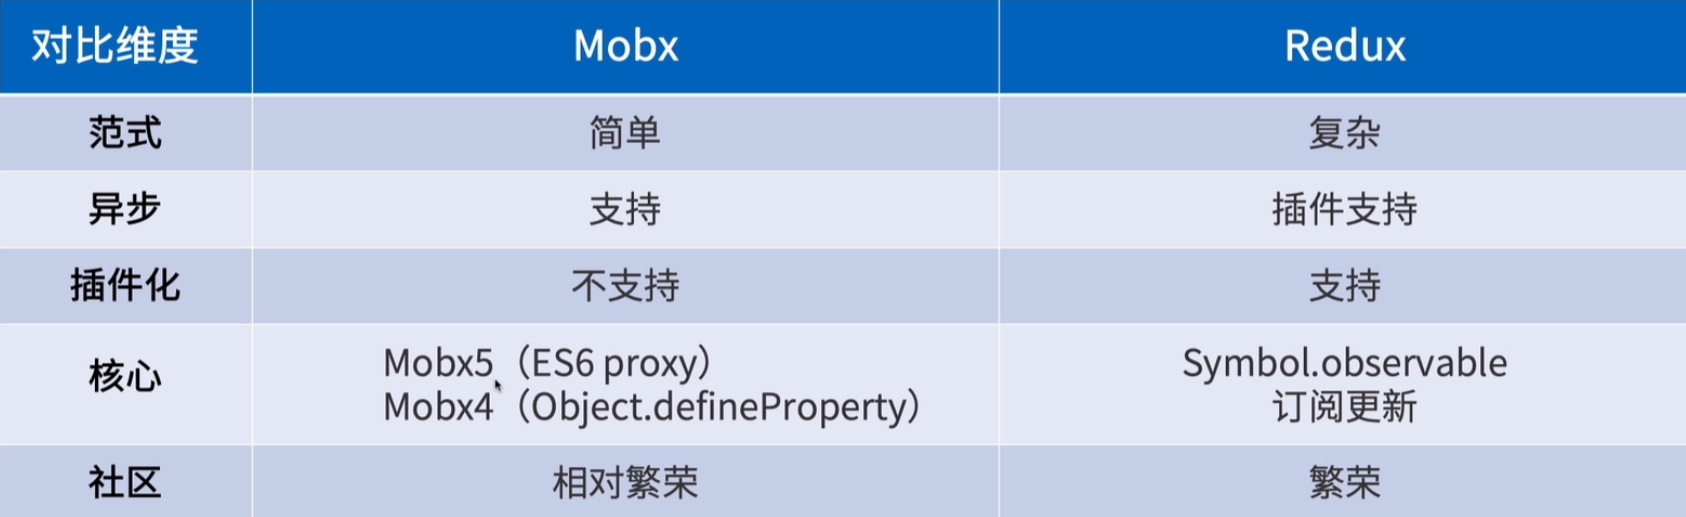 对比维度 Mobx Redux
范式 简单 复杂
异步 支持 插件支持
插件化 不支持 支持
核心 Mobx5（ES6 proxy）
Mobx4（Object.defineProperty）
Symbol.observable
订阅更新
社区 相对繁荣 繁荣